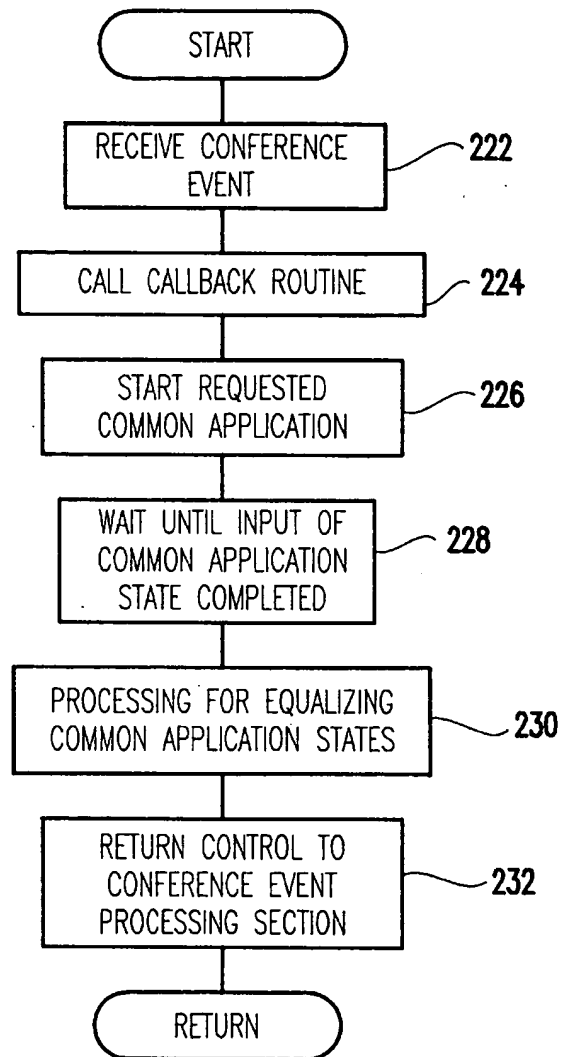 START
RECEIVE CONFERENCE
EVENT
222
CALL CALLBACK ROUTINE
224
START REQUESTED
COMMON APPLICATION
226
WAIT UNTIL INPUT OF
COMMON APPLICATION
STATE COMPLETED
228
PROCESSING FOR EQUALIZING
COMMON APPLICATION STATES
230
RETURN CONTROL TO
CONFERENCE EVENT
PROCESSING SECTION
232
RETURN